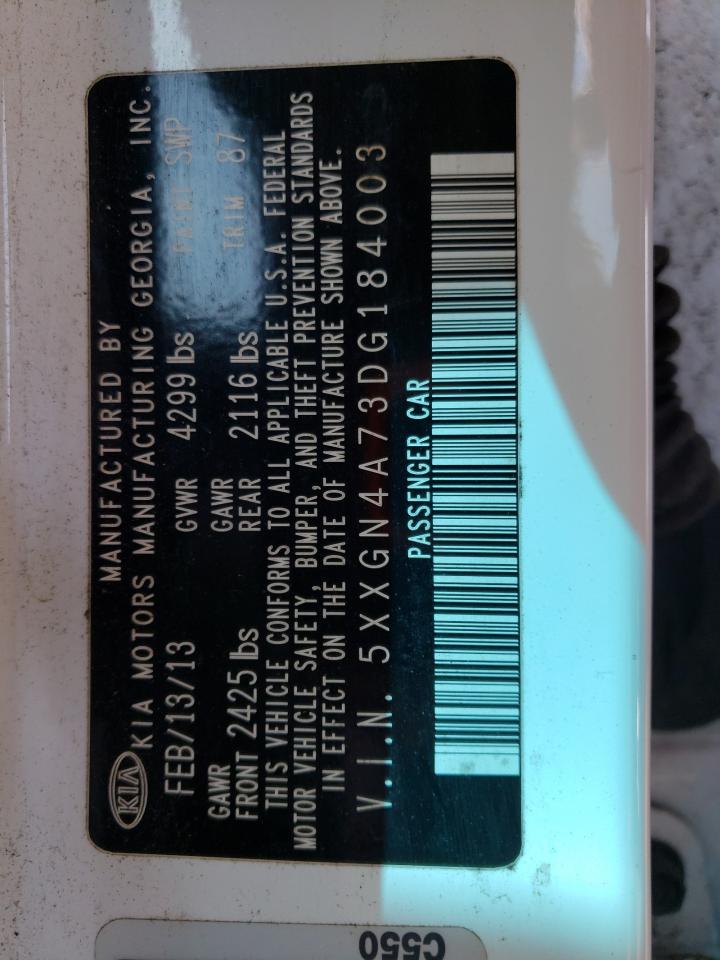 MANUFACTURED BY
KIA KIA MOTORS MANUFACTURING GEORGIA, INC.
FEB/13/13 GVWR 4299 lbs PAINT SWP
GAWR GAWR
FRONT 2425 lbs REAR 2116 lbs TRIM 87
THIS VEHICLE CONFORMS TO ALL APPLICABLE U.S.A. FEDERAL
MOTOR VEHICLE SAFETY, BUMPER, AND THEFT PREVENTION STANDARDS
IN EFFECT ON THE DATE OF MANUFACTURE SHOWN ABOVE.
V.I.N. 5XXGN4A73DG184003
PASSENGER CAR
C550